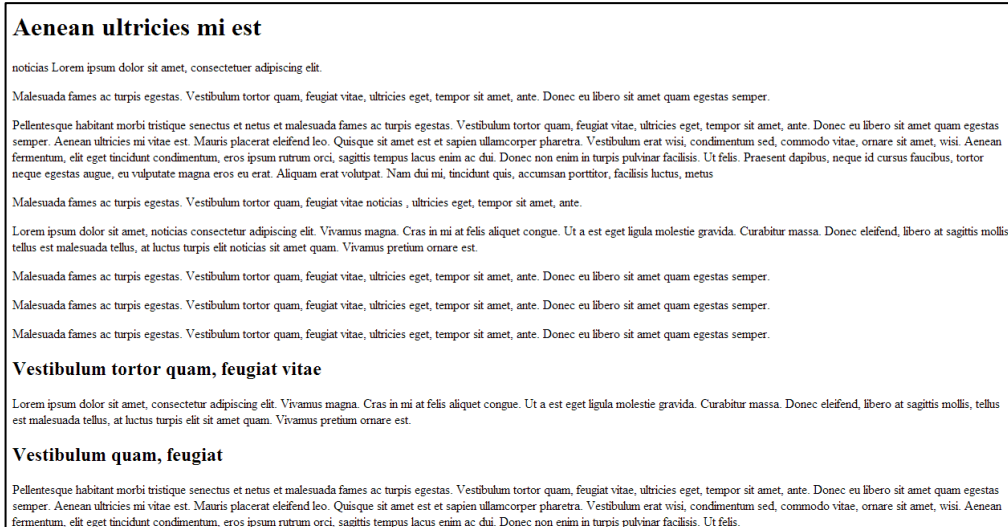 Aenean ultricies mi est
noticias Lorem ipsum dolor sit amet, consectetuer adipiscing elit.
Malesuada fames ac turpis egestas. Vestibulum tortor quam, feugiat vitae, ultricies eget, tempor sit amet, ante. Donec eu libero sit amet quam egestas semper.
Pellentesque habitant morbi tristique senectus et netus et malesuada fames ac turpis egestas. Vestibulum tortor quam, feugiat vitae, ultricies eget, tempor sit amet, ante. Donec eu libero sit amet quam egestas
semper. Aenean ultricies mi vitae est. Mauris placerat eleifend leo. Quisque sit amet est et sapien ullamcorper pharetra. Vestibulum erat wisi, condimentum sed, commodo vitae, ornare sit amet, wisi. Aenean
fermentum, elit eget tincidunt condimentum, eros ipsum rutrum orci, sagittis tempus lacus enim ac dui. Donec non enim in turpis pulvinar facilisis. Ut felis. Praesent dapibus, neque id cursus faucibus, tortor
neque egestas augue, eu vulputate magna eros eu erat. Aliquam erat volutpat. Nam dui mi, tincidunt quis, accumsan porttitor, facilisis luctus, metus
Malesuada fames ac turpis egestas. Vestibulum tortor quam, feugiat vitae noticias , ultricies eget, tempor sit amet, ante.
Lorem ipsum dolor sit amet, noticias consectetur adipiscing elit. Vivamus magna. Cras in mi at felis aliquet congue. Ut a est eget ligula molestie gravida. Curabitur massa. Donec eleifend, libero at sagittis mollis
tellus est malesuada tellus, at luctus turpis elit noticias sit amet quam. Vivamus pretium ornare est.
Malesuada fames ac turpis egestas. Vestibulum tortor quam, feugiat vitae, ultricies eget, tempor sit amet, ante. Donec eu libero sit amet quam egestas semper.
Malesuada fames ac turpis egestas. Vestibulum tortor quam, feugiat vitae, ultricies eget, tempor sit amet, ante. Donec eu libero sit amet quam egestas semper.
Malesuada fames ac turpis egestas. Vestibulum tortor quam, feugiat vitae, ultricies eget, tempor sit amet, ante. Donec eu libero sit amet quam egestas semper.
Vestibulum tortor quam, feugiat vitae
Lorem ipsum dolor sit amet, consectetur adipiscing elit. Vivamus magna. Cras in mi at felis aliquet congue. Ut a est eget ligula molestie gravida. Curabitur massa. Donec eleifend, libero at sagittis mollis, tellus
est malesuada tellus, at luctus turpis elit sit amet quam. Vivamus pretium ornare est.
Vestibulum quam, feugiat
Pellentesque habitant morbi tristique senectus et netus et malesuada fames ac turpis egestas. Vestibulum tortor quam, feugiat vitae, ultricies eget, tempor sit amet, ante. Donec eu libero sit amet quam egestas
semper. Aenean ultricies mi vitae est. Mauris placerat eleifend leo. Quisque sit amet est et sapien ullamcorper pharetra. Vestibulum erat wisi, condimentum sed, commodo vitae, ornare sit amet, wisi. Aenean
fermentum, elit eget tincidunt condimentum, eros ipsum rutrum orci, sagittis tempus lacus enim ac dui. Donec non enim in turpis pulvinar facilisis. Ut felis.